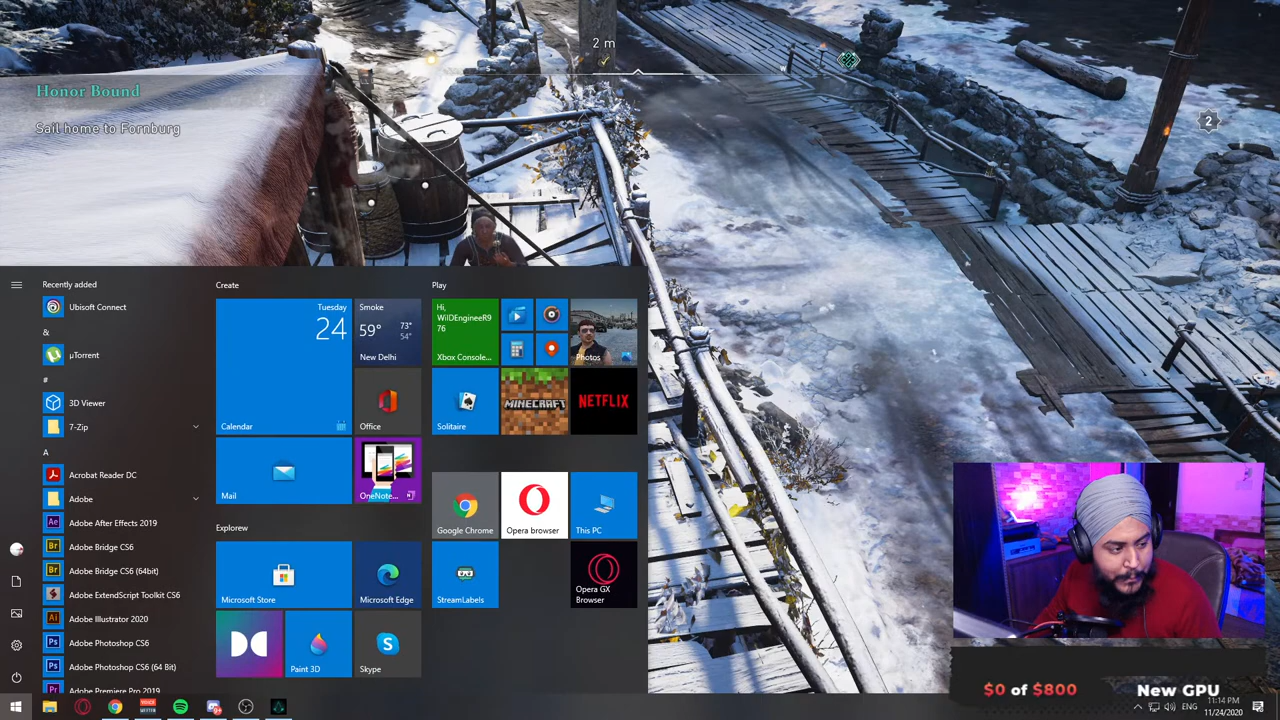 2 m
Honor Bound
Sail home to Fornburg
2
Recently added
Ubisoft Connect
&
µTorrent
#
3D Viewer
7-Zip
A
Acrobat Reader DC
Adobe
Adobe After Effects 2019
Adobe Bridge CS6
Adobe Bridge CS6 (64bit)
Adobe ExtendScript Toolkit CS6
Adobe Illustrator 2020
Adobe Photoshop CS6
Adobe Photoshop CS6 (64 Bit)
Adobe Premiere Pro 2019
Create
Tuesday
24
Calendar
Smoke
59°
73°
54°
New Delhi
Office
Mail
OneNote...
Explorew
Microsoft Store
Microsoft Edge
Paint 3D
Skype
Play
Hi,
WilDEngineeR9
76
Xbox Console...
Photos
Solitaire
MINECRAFT
NETFLIX
Google Chrome
Opera browser
This PC
StreamLabels
Opera GX
Browser
$0 of $800
New GPU
ENG
11:14 PM
11/24/2020